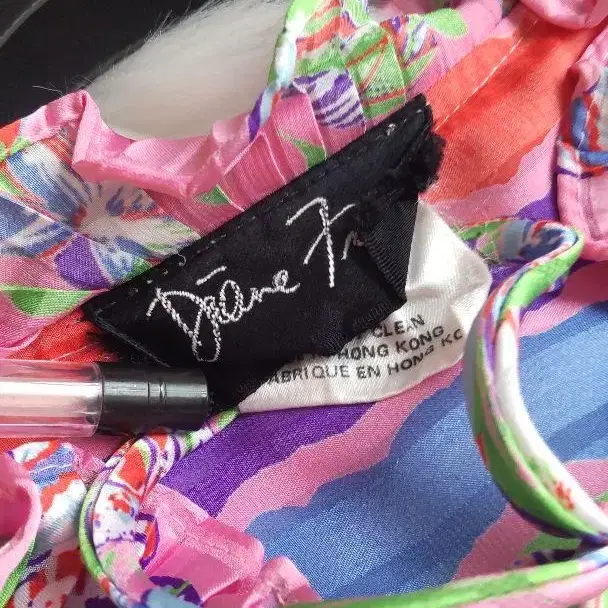 Diane Fr
CLEAN
HONG KONG
FABRIQUE EN HONG KO